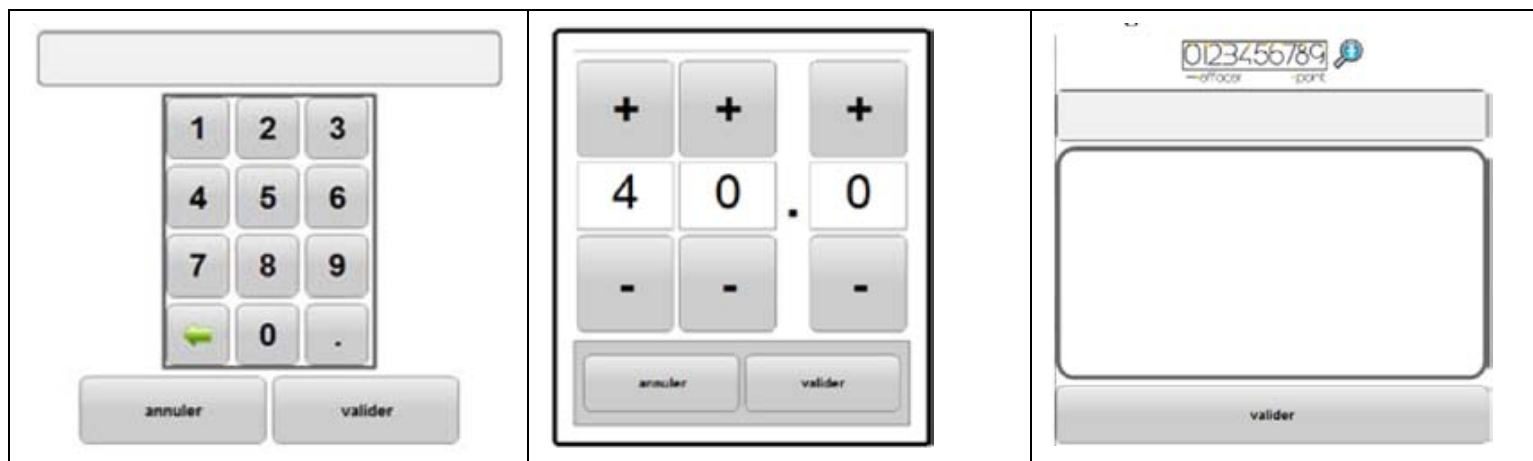 1 2 3
4 5 6
7 8 9
0 .
annuler valider
+ + +
4 0 . 0
- - -
annuler valider
0123456789
effacer point
valider